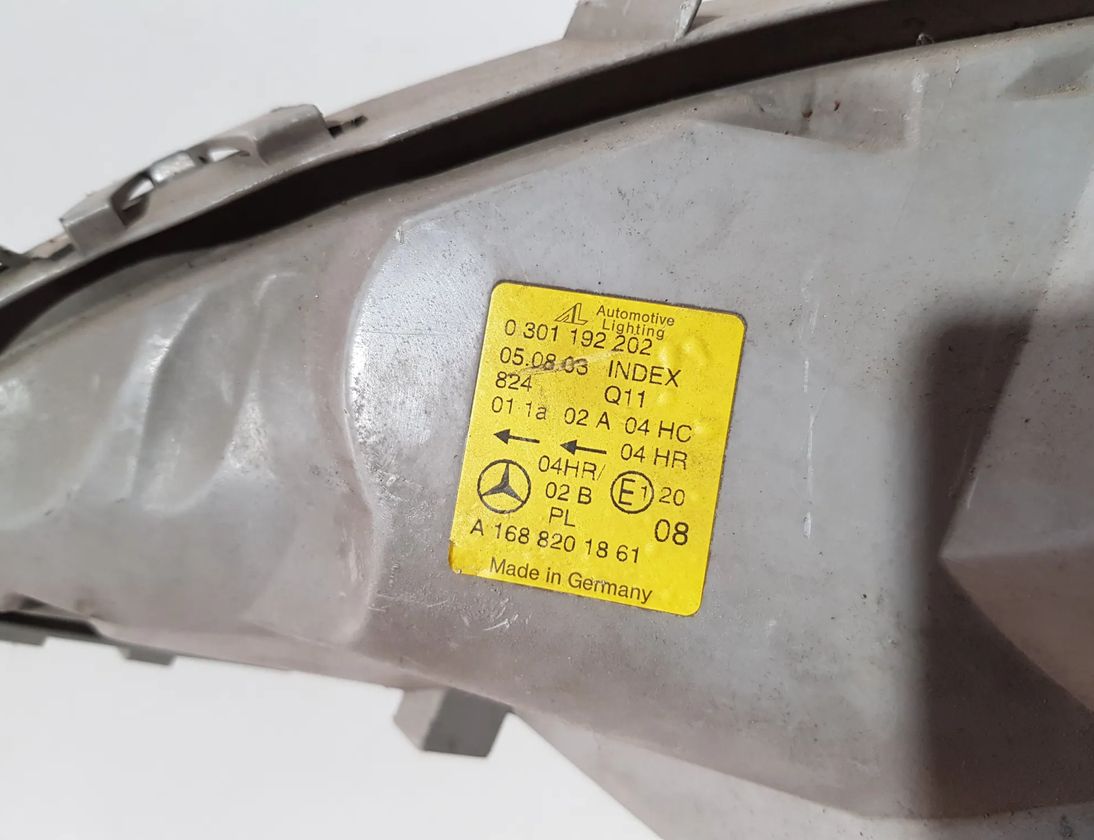 AL Automotive
Lighting
0 301 192 202
05.08.03 INDEX
824 Q11
01 1a 02 A 04 HC
04 HR
04HR/
02 B E1 20
PL 08
A 168 820 18 61
Made in Germany